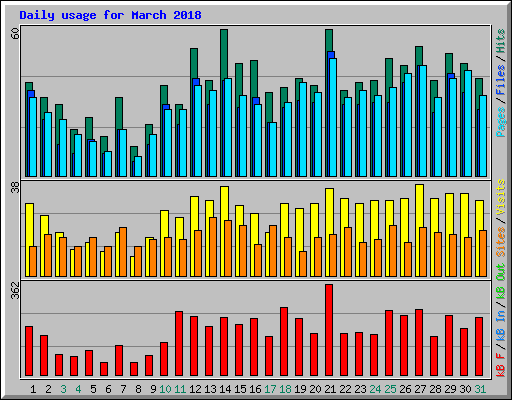 Daily usage for March 2018
60
Pages / Files / Hits
38
Sites / Visits
362
kB F / kB In / kB Out
1 2 3 4 5 6 7 8 9 10 11 12 13 14 15 16 17 18 19 20 21 22 23 24 25 26 27 28 29 30 31